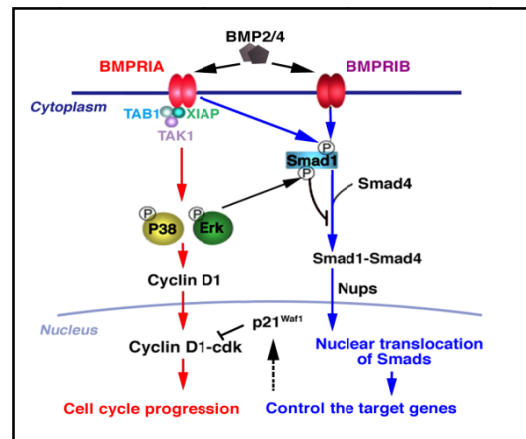 BMP2/4
BMPRIA
BMPRIB
Cytoplasm
TAB1 XIAP
TAK1
P
Smad1
P
Smad4
P
P38
P
Erk
Cyclin D1
Smad1-Smad4
Nups
Nucleus
p21Waf1
Cyclin D1-cdk
Nuclear translocation
of Smads
Cell cycle progression
Control the target genes